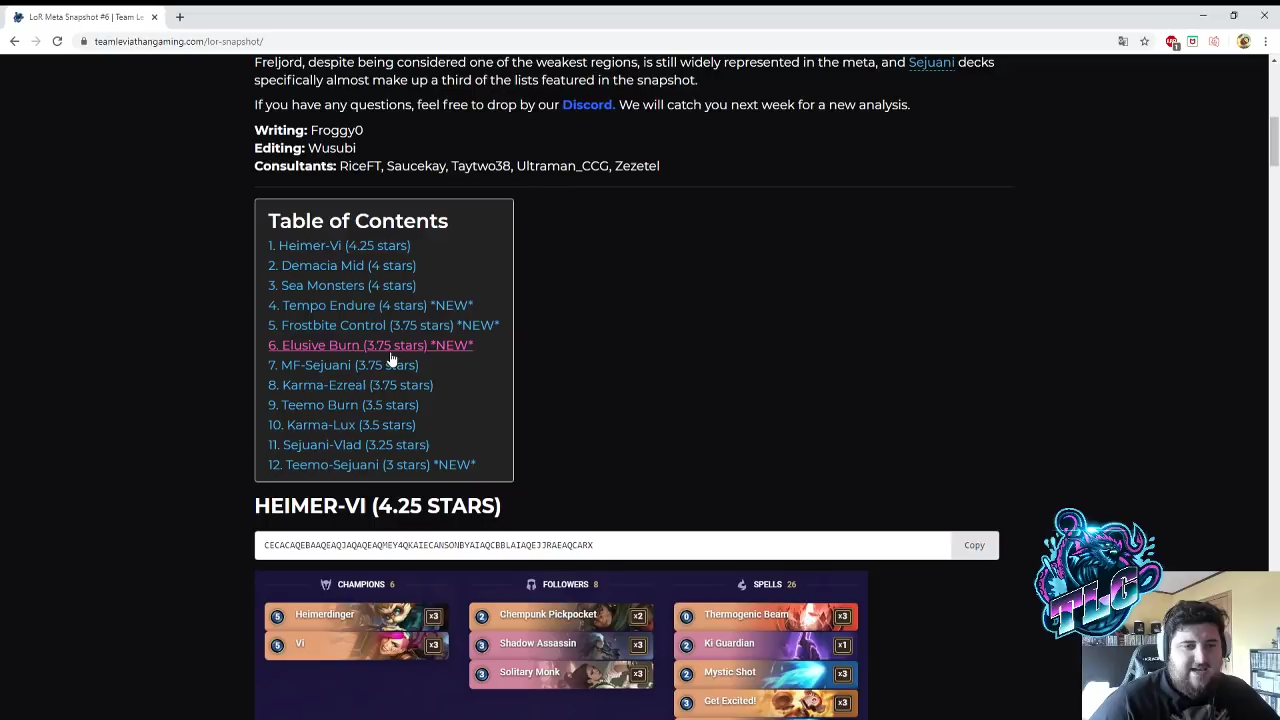 LoR Meta Snapshot #6 | Team Le
teamleviathangaming.com/lor-snapshot/
Freljord, despite being considered one of the weakest regions, is still widely represented in the meta, and Sejuani decks
specifically almost make up a third of the lists featured in the snapshot.
If you have any questions, feel free to drop by our Discord. We will catch you next week for a new analysis.
Writing: Froggy0
Editing: Wusubi
Consultants: RiceFT, Saucekay, Taytwo38, Ultraman_CCG, Zezetel
Table of Contents
1. Heimer-Vi (4.25 stars)
2. Demacia Mid (4 stars)
3. Sea Monsters (4 stars)
4. Tempo Endure (4 stars) *NEW*
5. Frostbite Control (3.75 stars) *NEW*
6. Elusive Burn (3.75 stars) *NEW*
7. MF-Sejuani (3.75 stars)
8. Karma-Ezreal (3.75 stars)
9. Teemo Burn (3.5 stars)
10. Karma-Lux (3.5 stars)
11. Sejuani-Vlad (3.25 stars)
12. Teemo-Sejuani (3 stars) *NEW*
HEIMER-VI (4.25 STARS)
CECACAQEBAAQEAQJAQAQEAQMEY4QKAIECANSONBYAIAQCBBLAIAQEJJRAEAQCARX Copy
CHAMPIONS 6 FOLLOWERS 8 SPELLS 26
5 Heimerdinger x3 2 Chempunk Pickpocket x2 0 Thermogenic Beam x3
5 Vi x3 3 Shadow Assassin x3 2 Ki Guardian x1
3 Solitary Monk x3 2 Mystic Shot x3
3 Get Excited! x3
TLG